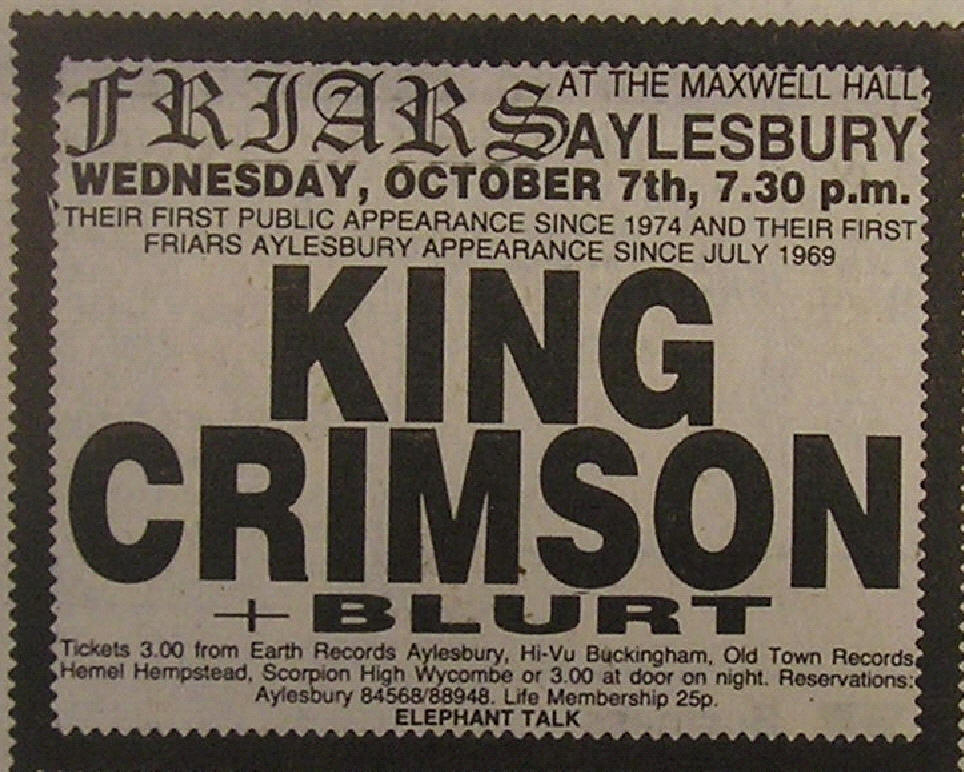 FRIARS AT THE MAXWELL HALL
AYLESBURY
WEDNESDAY, OCTOBER 7th, 7.30 p.m.
THEIR FIRST PUBLIC APPEARANCE SINCE 1974 AND THEIR FIRST
FRIARS AYLESBURY APPEARANCE SINCE JULY 1969
KING
CRIMSON
+ BLURT
Tickets 3.00 from Earth Records Aylesbury, Hi-Vu Buckingham, Old Town Records
Hemel Hempstead, Scorpion High Wycombe or 3.00 at door on night. Reservations:
Aylesbury 84568/88948. Life Membership 25p.
ELEPHANT TALK